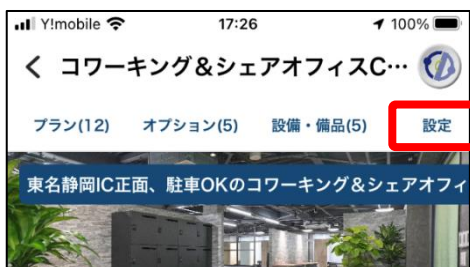 Y!mobile 17:26 100%
コワーキング＆シェアオフィスC…
プラン(12) オプション(5) 設備・備品(5) 設定
東名静岡IC正面、駐車OKのコワーキング＆シェアオフィ